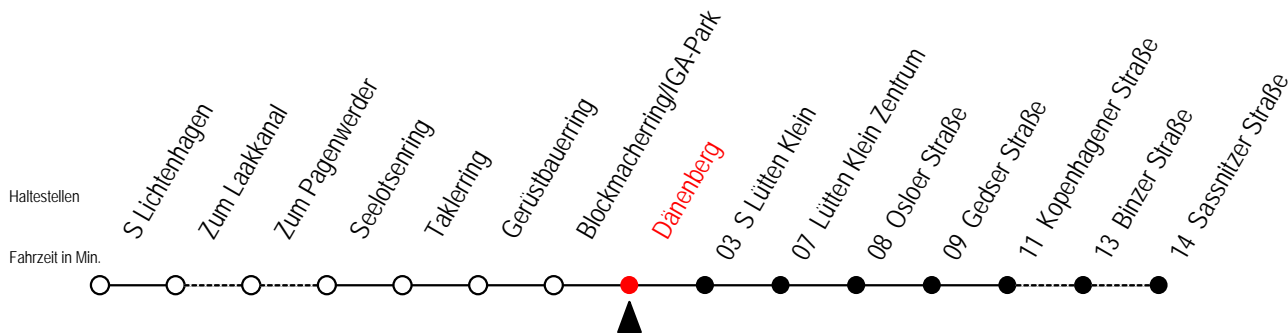 Haltestellen
Fahrzeit in Min.
S Lichtenhagen
Zum Laakkanal
Zum Pagenwerder
Seelotsenring
Taklerring
Gerüstbauerring
Blockmacherring/IGA-Park
Dänenberg
03 S Lütten Klein
07 Lütten Klein Zentrum
08 Osloer Straße
09 Gedser Straße
11 Kopenhagener Straße
13 Binzer Straße
14 Sassnitzer Straße